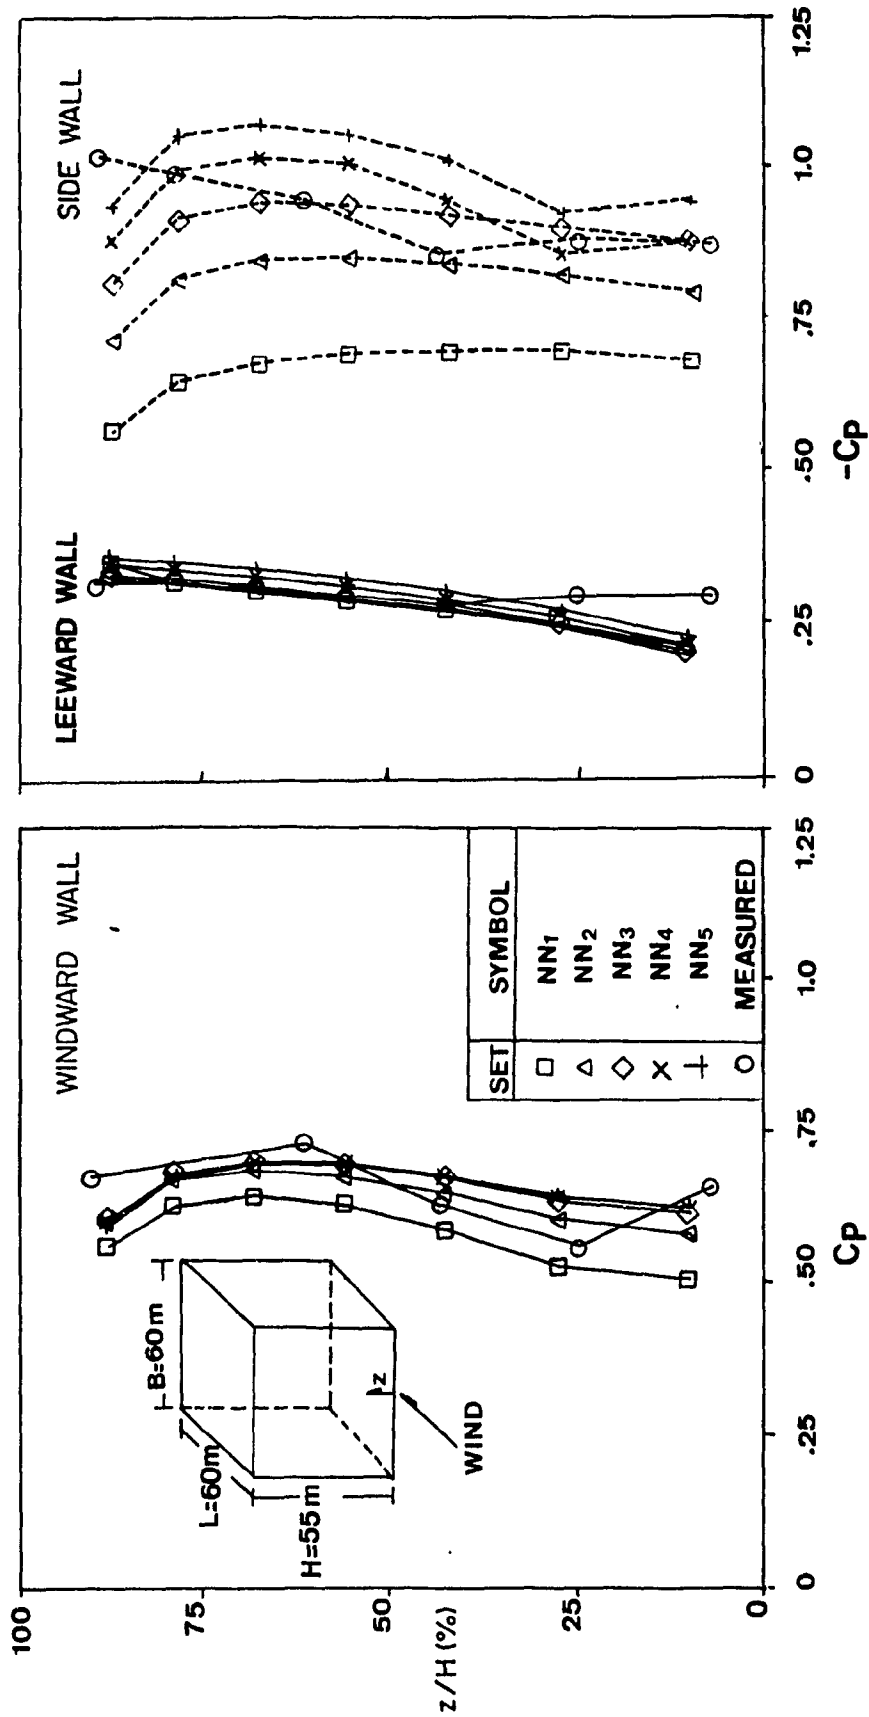 WINDWARD WALL
B=60m
L=60m
H=55m
z
WIND
SET SYMBOL
NN1
NN2
NN3
NN4
NN5
MEASURED
100
75
50
25
0
z/H(%)
0 .25 .50 .75 1.0 1.25
Cp
LEEWARD WALL
SIDE WALL
0 .25 .50 .75 1.0 1.25
-Cp